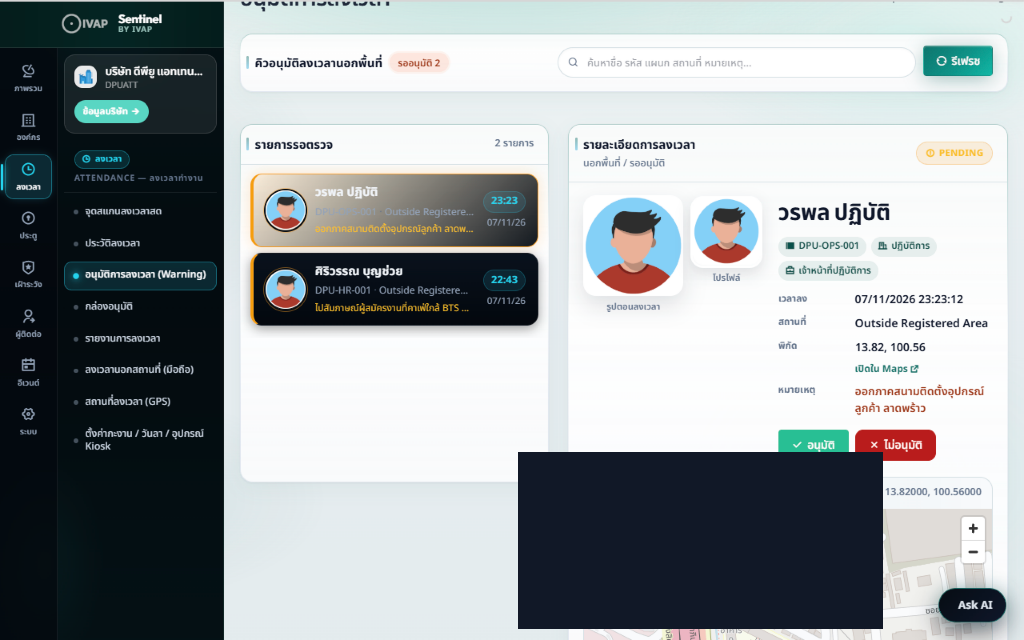 IVAP Sentinel
BY IVAP
บริษัท ดีพียู แอทเทน...
DPUATT
ข้อมูลบริษัท →
ภาพรวม
องค์กร
ลงเวลา
ประตู
เฝ้าระวัง
ผู้ติดต่อ
อีเวนต์
ระบบ
ลงเวลา
ATTENDANCE — ลงเวลาทำงาน
จุดสแกนลงเวลาสด
ประวัติลงเวลา
อนุมัติการลงเวลา (Warning)
กล่องอนุมัติ
รายงานการลงเวลา
ลงเวลานอกสถานที่ (มือถือ)
สถานที่ลงเวลา (GPS)
ตั้งค่ากะงาน / วันลา / อุปกรณ์
Kiosk
อนุมัติการลงเวลา
คิวอนุมัติลงเวลานอกพื้นที่ รออนุมัติ 2
ค้นหาชื่อ รหัส แผนก สถานที่ หมายเหตุ...
รีเฟรช
รายการรอตรวจ 2 รายการ
วรพล ปฏิบัติ 23:23
DPU-OPS-001 · Outside Registere... 07/11/26
ออกภาคสนามติดตั้งอุปกรณ์ลูกค้า ลาดพ...
ศิริวรรณ บุญช่วย 22:43
DPU-HR-001 · Outside Registere... 07/11/26
ไปสัมภาษณ์ผู้สมัครงานที่คาเฟ่ใกล้ BTS ...
รายละเอียดการลงเวลา
นอกพื้นที่ / รออนุมัติ
PENDING
รูปตอนลงเวลา
โปรไฟล์
วรพล ปฏิบัติ
DPU-OPS-001 ปฏิบัติการ
เจ้าหน้าที่ปฏิบัติการ
เวลาลง 07/11/2026 23:23:12
สถานที่ Outside Registered Area
พิกัด 13.82, 100.56
เปิดใน Maps
หมายเหตุ ออกภาคสนามติดตั้งอุปกรณ์
ลูกค้า ลาดพร้าว
อนุมัติ ไม่อนุมัติ
13.82000, 100.56000
+
−
Ask AI